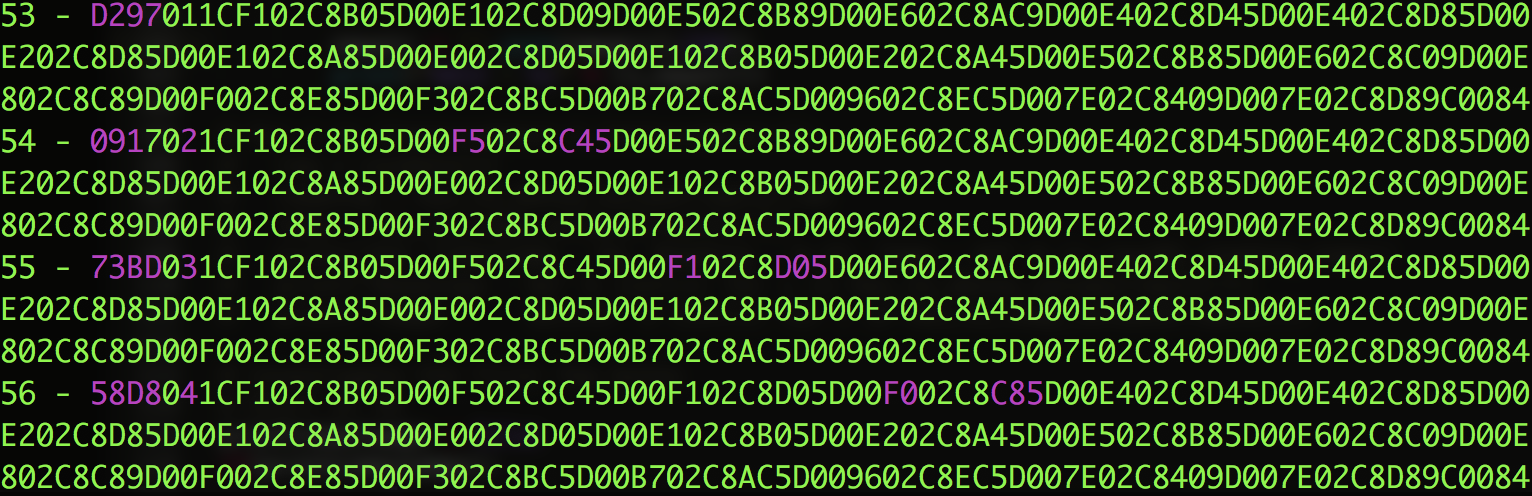 53 - D297011CF102C8B05D00E102C8D09D00E502C8B89D00E602C8AC9D00E402C8D45D00E402C8D85D00
E202C8D85D00E102C8A85D00E002C8D05D00E102C8B05D00E202C8A45D00E502C8B85D00E602C8C09D00E
802C8C89D00F002C8E85D00F302C8BC5D00B702C8AC5D009602C8EC5D007E02C8409D007E02C8D89C0084
54 - 0917021CF102C8B05D00F502C8C45D00E502C8B89D00E602C8AC9D00E402C8D45D00E402C8D85D00
E202C8D85D00E102C8A85D00E002C8D05D00E102C8B05D00E202C8A45D00E502C8B85D00E602C8C09D00E
802C8C89D00F002C8E85D00F302C8BC5D00B702C8AC5D009602C8EC5D007E02C8409D007E02C8D89C0084
55 - 73BD031CF102C8B05D00F502C8C45D00F102C8D05D00E602C8AC9D00E402C8D45D00E402C8D85D00
E202C8D85D00E102C8A85D00E002C8D05D00E102C8B05D00E202C8A45D00E502C8B85D00E602C8C09D00E
802C8C89D00F002C8E85D00F302C8BC5D00B702C8AC5D009602C8EC5D007E02C8409D007E02C8D89C0084
56 - 58D8041CF102C8B05D00F502C8C45D00F102C8D05D00F002C8C85D00E402C8D45D00E402C8D85D00
E202C8D85D00E102C8A85D00E002C8D05D00E102C8B05D00E202C8A45D00E502C8B85D00E602C8C09D00E
802C8C89D00F002C8E85D00F302C8BC5D00B702C8AC5D009602C8EC5D007E02C8409D007E02C8D89C0084